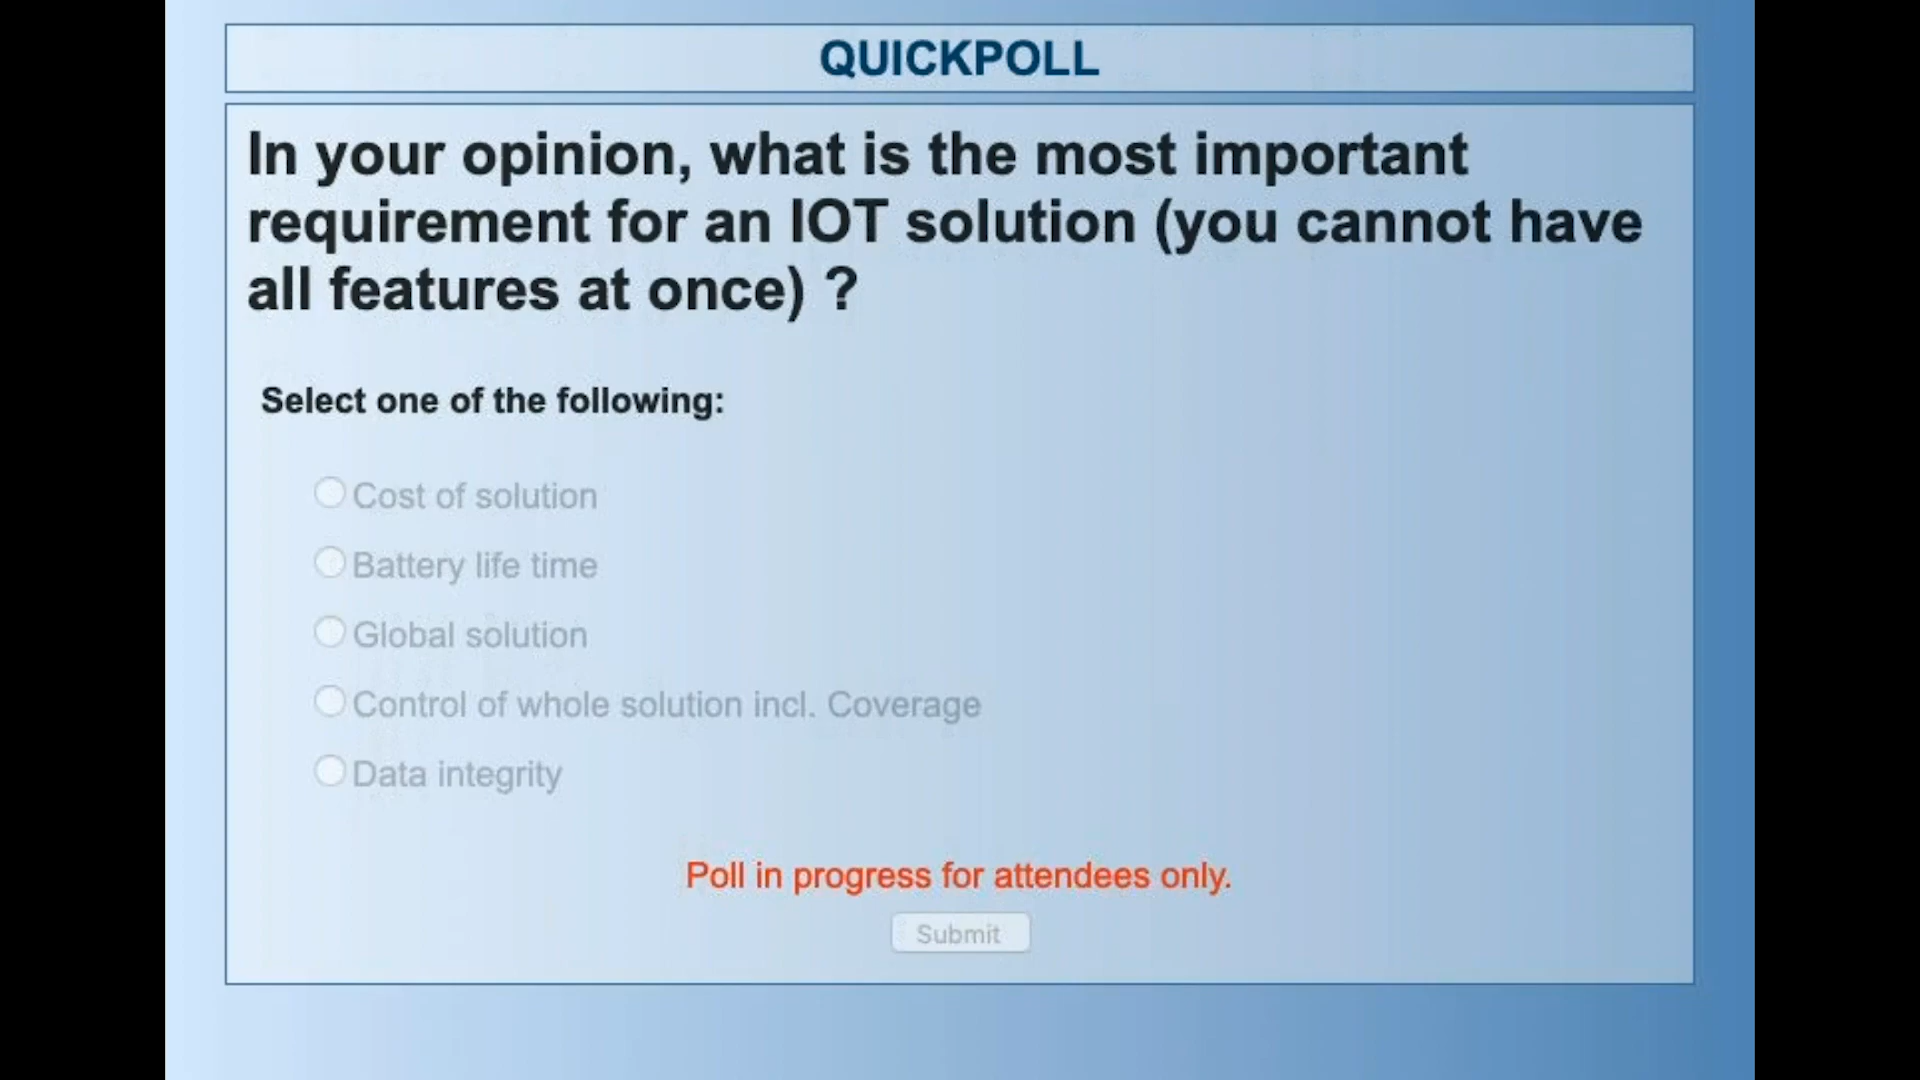 QUICKPOLL
In your opinion, what is the most important
requirement for an IOT solution (you cannot have
all features at once) ?
Select one of the following:
Cost of solution
Battery life time
Global solution
Control of whole solution incl. Coverage
Data integrity
Poll in progress for attendees only.
Submit